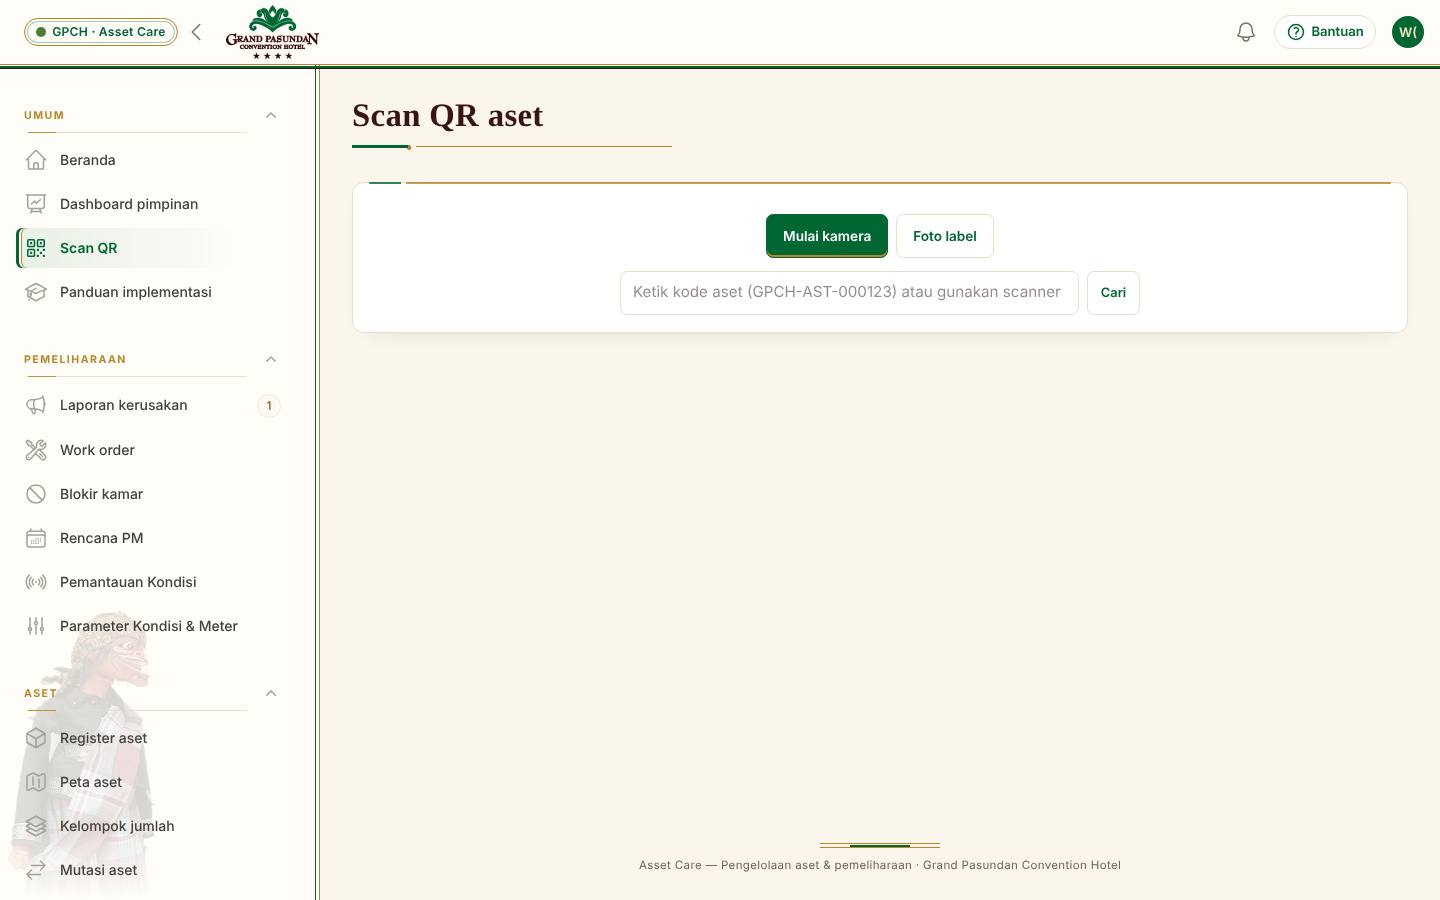 GPCH · Asset Care
GRAND PASUNDAN
CONVENTION HOTEL
Bantuan
W(
UMUM
Beranda
Dashboard pimpinan
Scan QR
Panduan implementasi
PEMELIHARAAN
Laporan kerusakan
1
Work order
Blokir kamar
Rencana PM
Pemantauan Kondisi
Parameter Kondisi & Meter
ASET
Register aset
Peta aset
Kelompok jumlah
Mutasi aset
Scan QR aset
Mulai kamera
Foto label
Ketik kode aset (GPCH-AST-000123) atau gunakan scanner
Cari
Asset Care — Pengelolaan aset & pemeliharaan · Grand Pasundan Convention Hotel